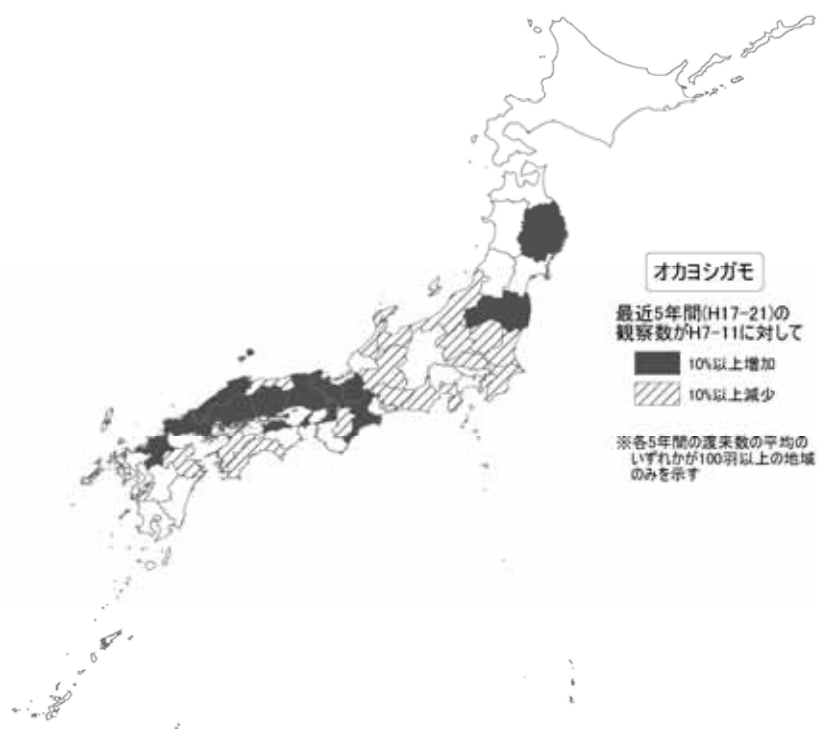 オカヨシガモ
最近5年間(H17-21)の
観察数がH7-11に対して
10%以上増加
10%以上減少
※各5年間の渡来数の平均の
いずれかが100羽以上の地域
のみを示す